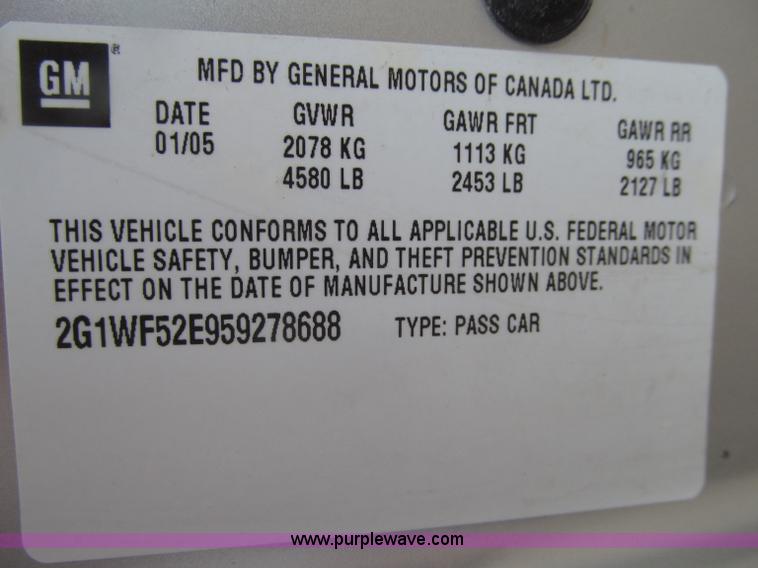 GM ®
MFD BY GENERAL MOTORS OF CANADA LTD.
DATE GVWR GAWR FRT GAWR RR
01/05 2078 KG 1113 KG 965 KG
4580 LB 2453 LB 2127 LB
THIS VEHICLE CONFORMS TO ALL APPLICABLE U.S. FEDERAL MOTOR
VEHICLE SAFETY, BUMPER, AND THEFT PREVENTION STANDARDS IN
EFFECT ON THE DATE OF MANUFACTURE SHOWN ABOVE.
2G1WF52E959278688 TYPE: PASS CAR
www.purplewave.com